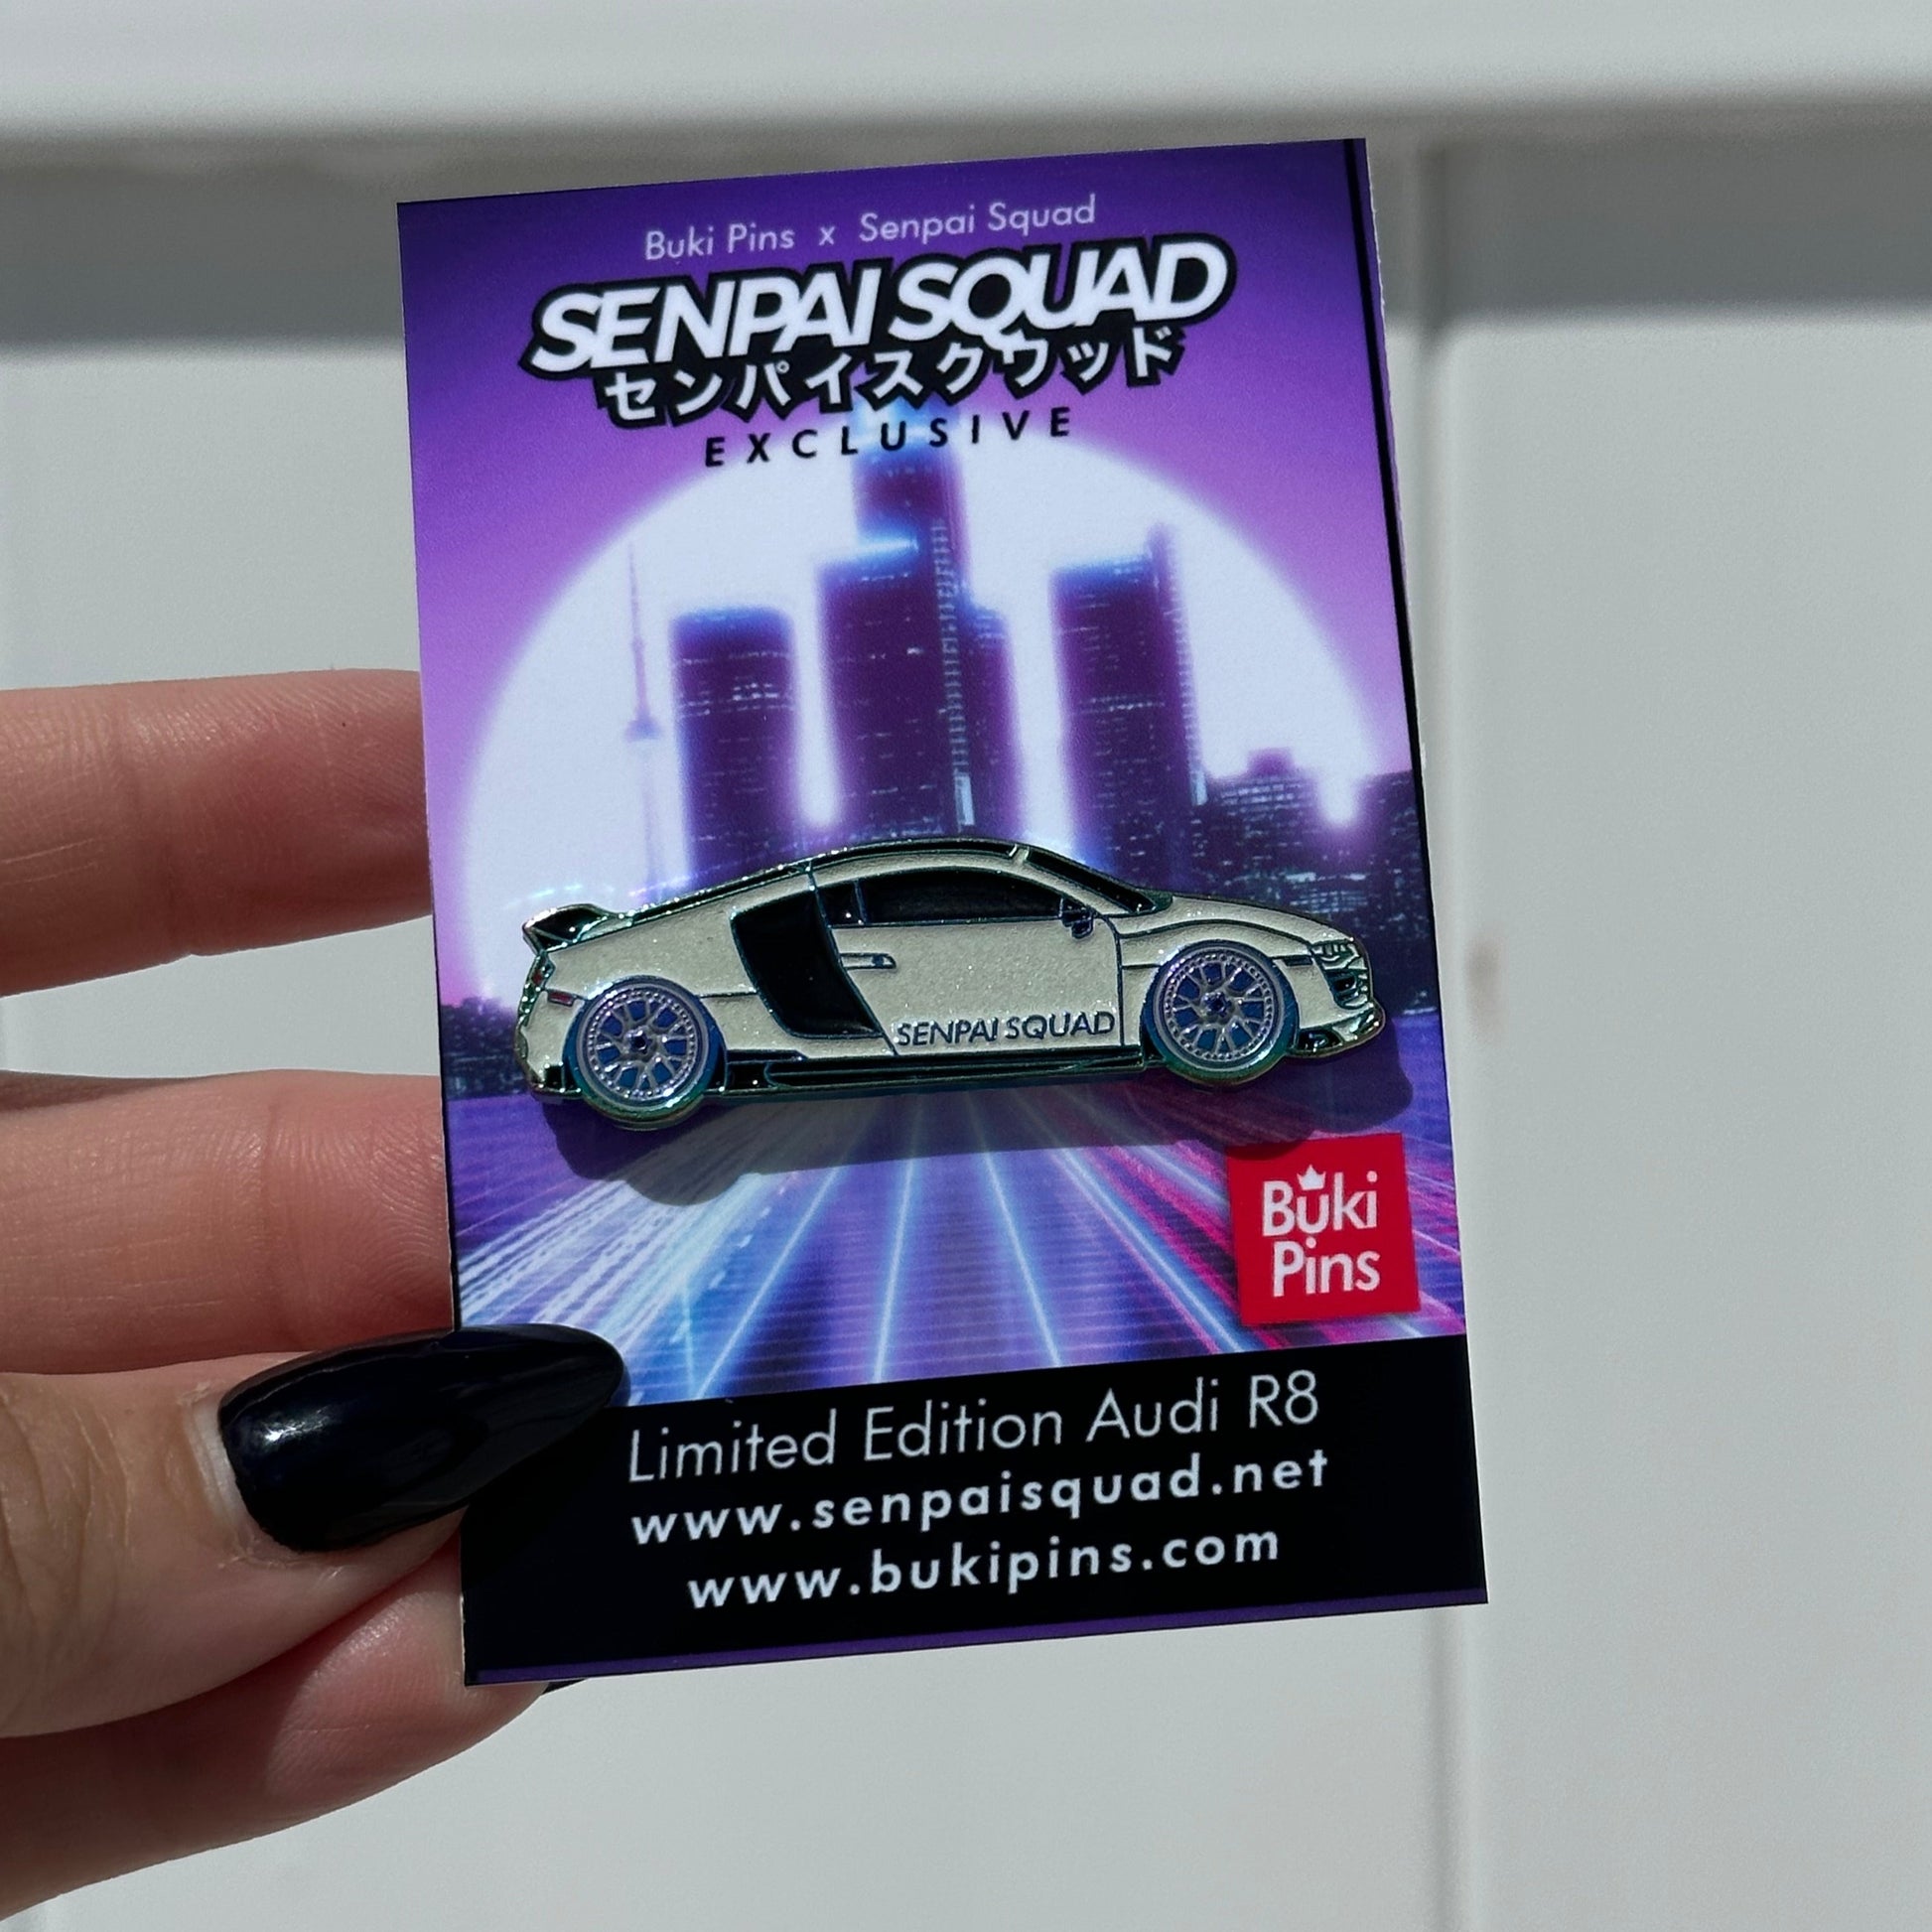 Buki Pins x Senpai Squad
SENPAI SQUAD
センパイスクワッド
EXCLUSIVE
SENPAI SQUAD
Buki
Pins
Limited Edition Audi R8
www.senpaisquad.net
www.bukipins.com